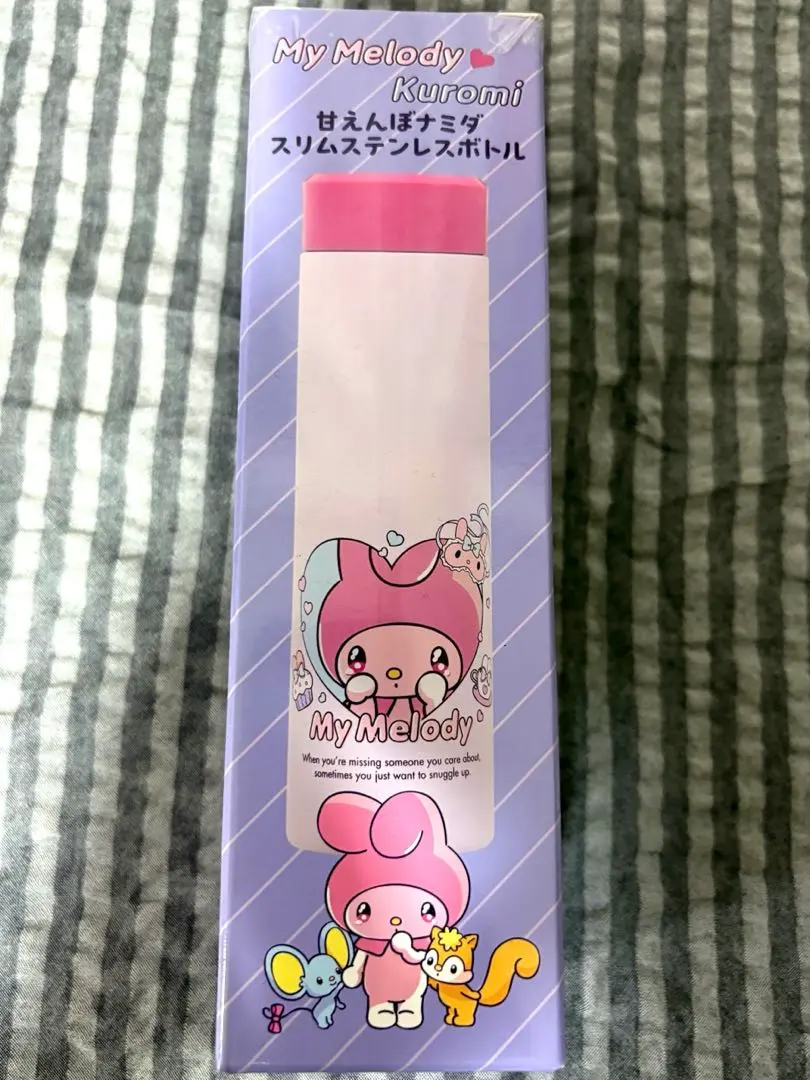 My Melody
Kuromi
甘えんぼナミダ
スリムステンレスボトル
My Melody
When you're missing someone you care about,
sometimes you just want to snuggle up.